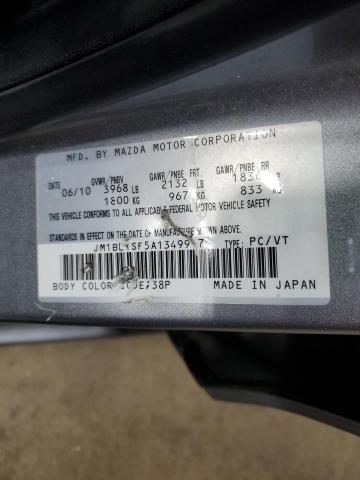 MFD. BY MAZDA MOTOR CORPORATION
GVWR/PNBV GAWR/PNBE FRT. GAWR/PNBE RR
06/10 3968 LB 2132 LB LB
1800 KG 967 KG 833
THIS VEHICLE CONFORMS TO ALL APPLICABLE FEDERAL MOTOR VEHICLE SAFETY
STANDARDS IN EFFECT ON THE DATE OF MANUFACTURE SHOWN ABOVE.
TYPE: PC/VT
BODY COLOR CODE:38P MADE IN JAPAN